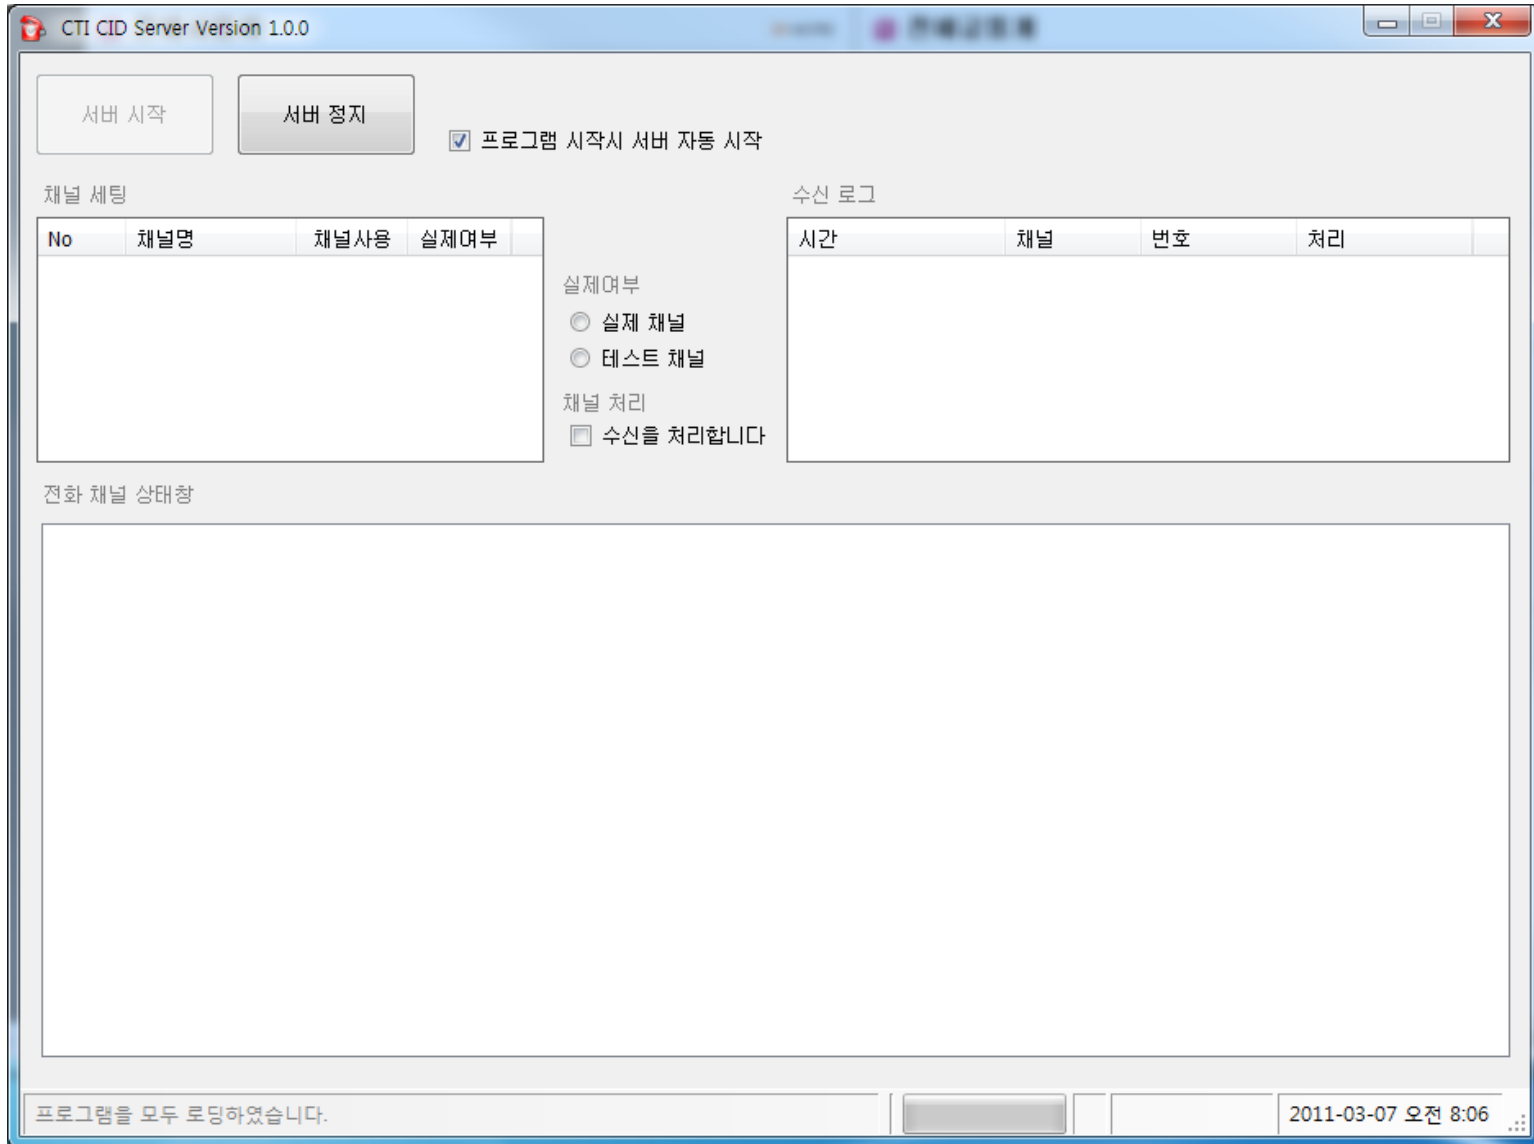 CTI CID Server Version 1.0.0
서버 시작
서버 정지
프로그램 시작시 서버 자동 시작
채널 세팅
수신 로그
No 채널명 채널사용 실제여부
시간 채널 번호 처리
실제여부
실제 채널
테스트 채널
채널 처리
수신을 처리합니다
전화 채널 상태창
프로그램을 모두 로딩하였습니다.
2011-03-07 오전 8:06